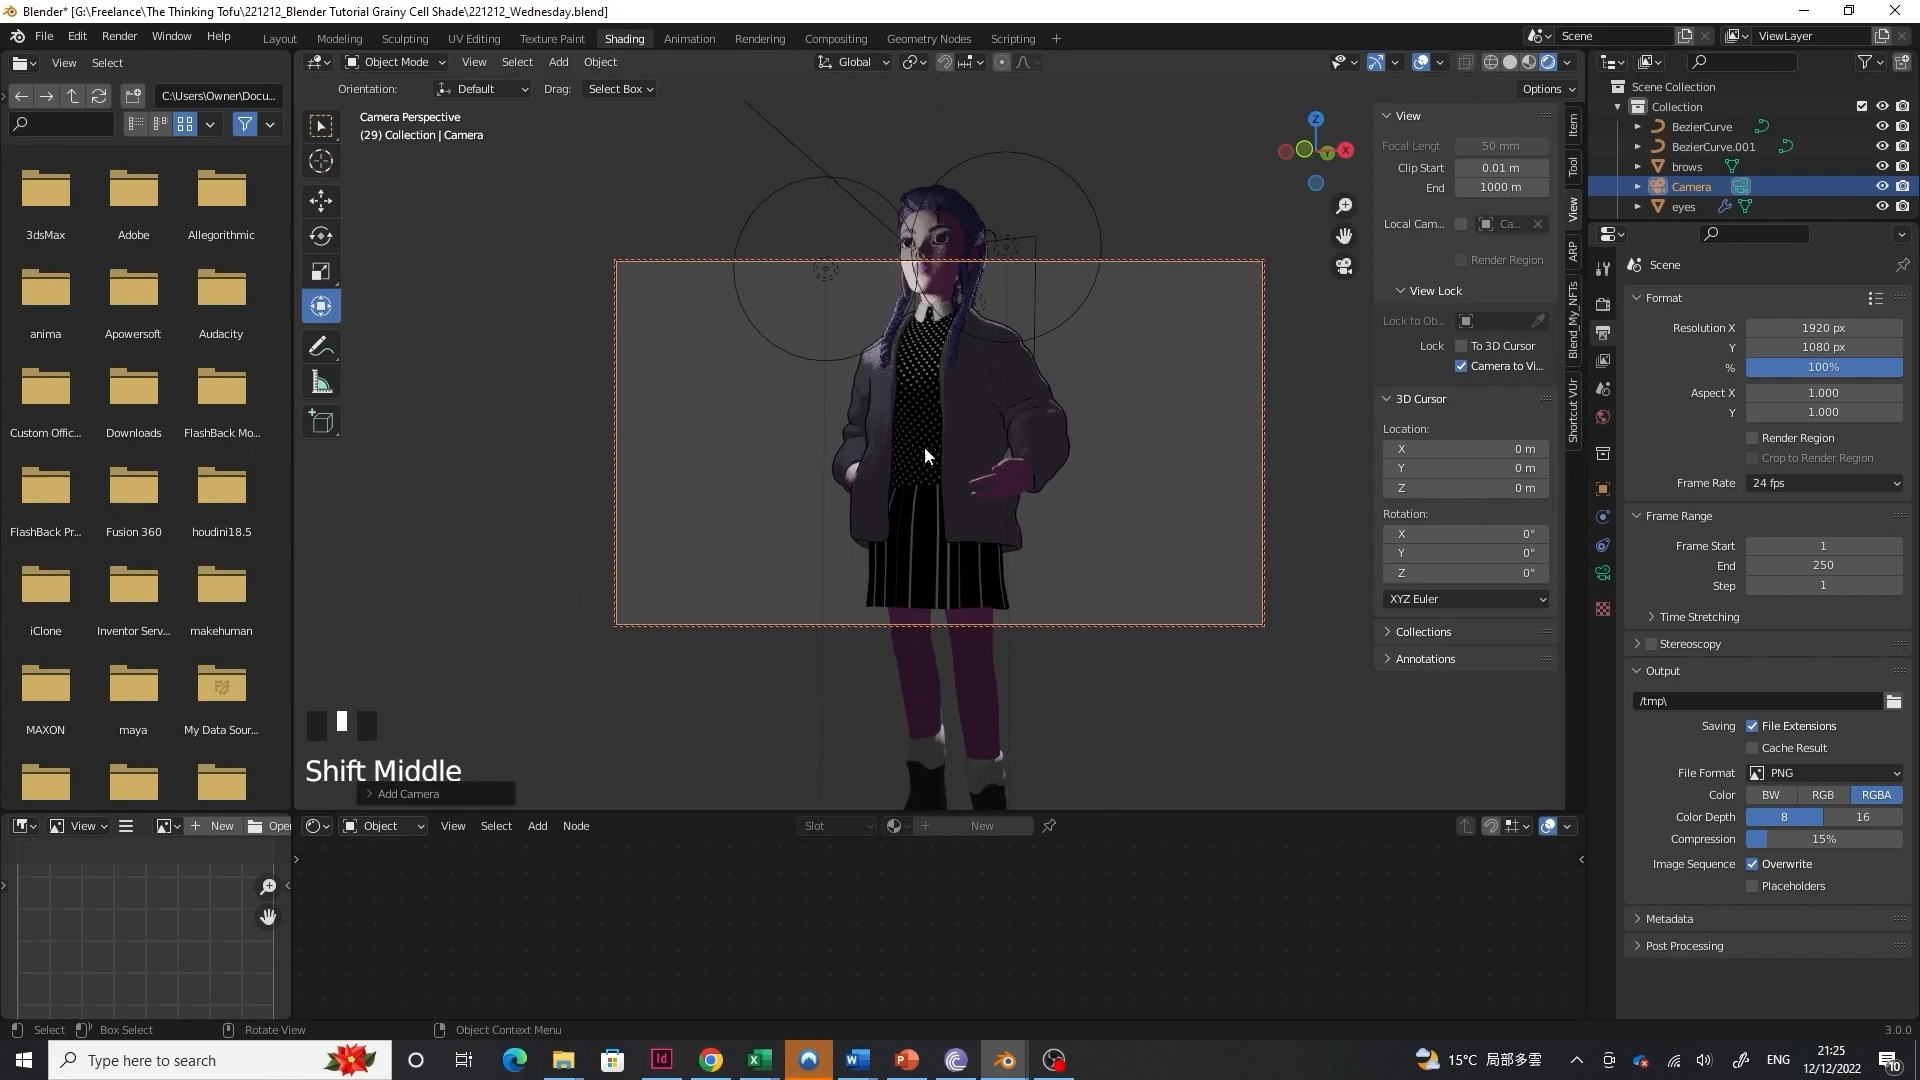 Blender* [G:\Freelance\The Thinking Tofu\221212_Blender Tutorial Grainy Cell Shade\221212_Wednesday.blend]
File Edit Render Window Help Layout Modeling Sculpting UV Editing Texture Paint Shading Animation Rendering Compositing Geometry Nodes Scripting + Scene ViewLayer
View Select
Object Mode View Select Add Object Global
C:\Users\Owner\Docu...
Orientation: Default Drag: Select Box Options
Camera Perspective
(29) Collection | Camera
3dsMax Adobe Allegorithmic
anima Apowersoft Audacity
Custom Offic... Downloads FlashBack Mo...
FlashBack Pr... Fusion 360 houdini18.5
iClone Inventor Serv... makehuman
MAXON maya My Data Sour...
Z
X
Y
Shift Middle
Add Camera
View
Focal Lengt 50 mm
Clip Start 0.01 m
End 1000 m
Local Cam... Ca...
Render Region
View Lock
Lock to Ob...
Lock To 3D Cursor
Camera to Vi...
3D Cursor
Location:
X 0 m
Y 0 m
Z 0 m
Rotation:
X 0°
Y 0°
Z 0°
XYZ Euler
Collections
Annotations
Item
Tool
View
ARP
Blend_My_NFTs
Shortcut VUr
Scene Collection
Collection
BezierCurve
BezierCurve.001
brows
Camera
eyes
Scene
Format
Resolution X 1920 px
Y 1080 px
% 100%
Aspect X 1.000
Y 1.000
Render Region
Crop to Render Region
Frame Rate 24 fps
Frame Range
Frame Start 1
End 250
Step 1
Time Stretching
Stereoscopy
Output
/tmp\
Saving File Extensions
Cache Result
File Format PNG
Color BW RGB RGBA
Color Depth 8 16
Compression 15%
Image Sequence Overwrite
Placeholders
Metadata
Post Processing
View + New Open
Object View Select Add Node Slot + New
Select Box Select Rotate View Object Context Menu 3.0.0
Type here to search
15°C 局部多雲 ENG
21:25
12/12/2022
10